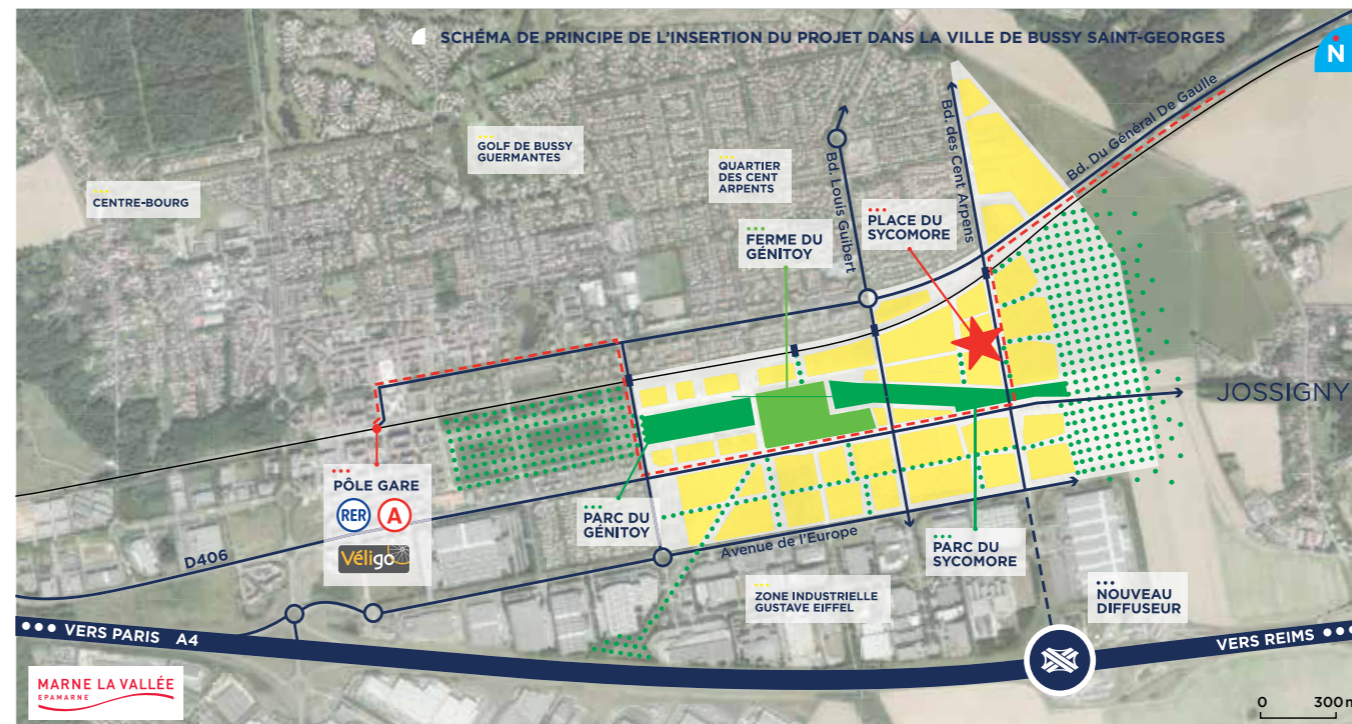 SCHÉMA DE PRINCIPE DE L'INSERTION DU PROJET DANS LA VILLE DE BUSSY SAINT-GEORGES
N
Bd. Du Général De Gaulle
Bd. des Cent Arpens
Bd. Louis Guibert
GOLF DE BUSSY
GUERMANTES
QUARTIER
DES CENT
ARPENTS
CENTRE-BOURG
FERME DU
GÉNITOY
PLACE DU
SYCOMORE
JOSSIGNY
PÔLE GARE
RER A
Véligo
PARC DU
GÉNITOY
Avenue de l'Europe
PARC DU
SYCOMORE
D406
ZONE INDUSTRIELLE
GUSTAVE EIFFEL
NOUVEAU
DIFFUSEUR
VERS PARIS A4
VERS REIMS
MARNE LA VALLÉE
EPAMARNE
0 300 m